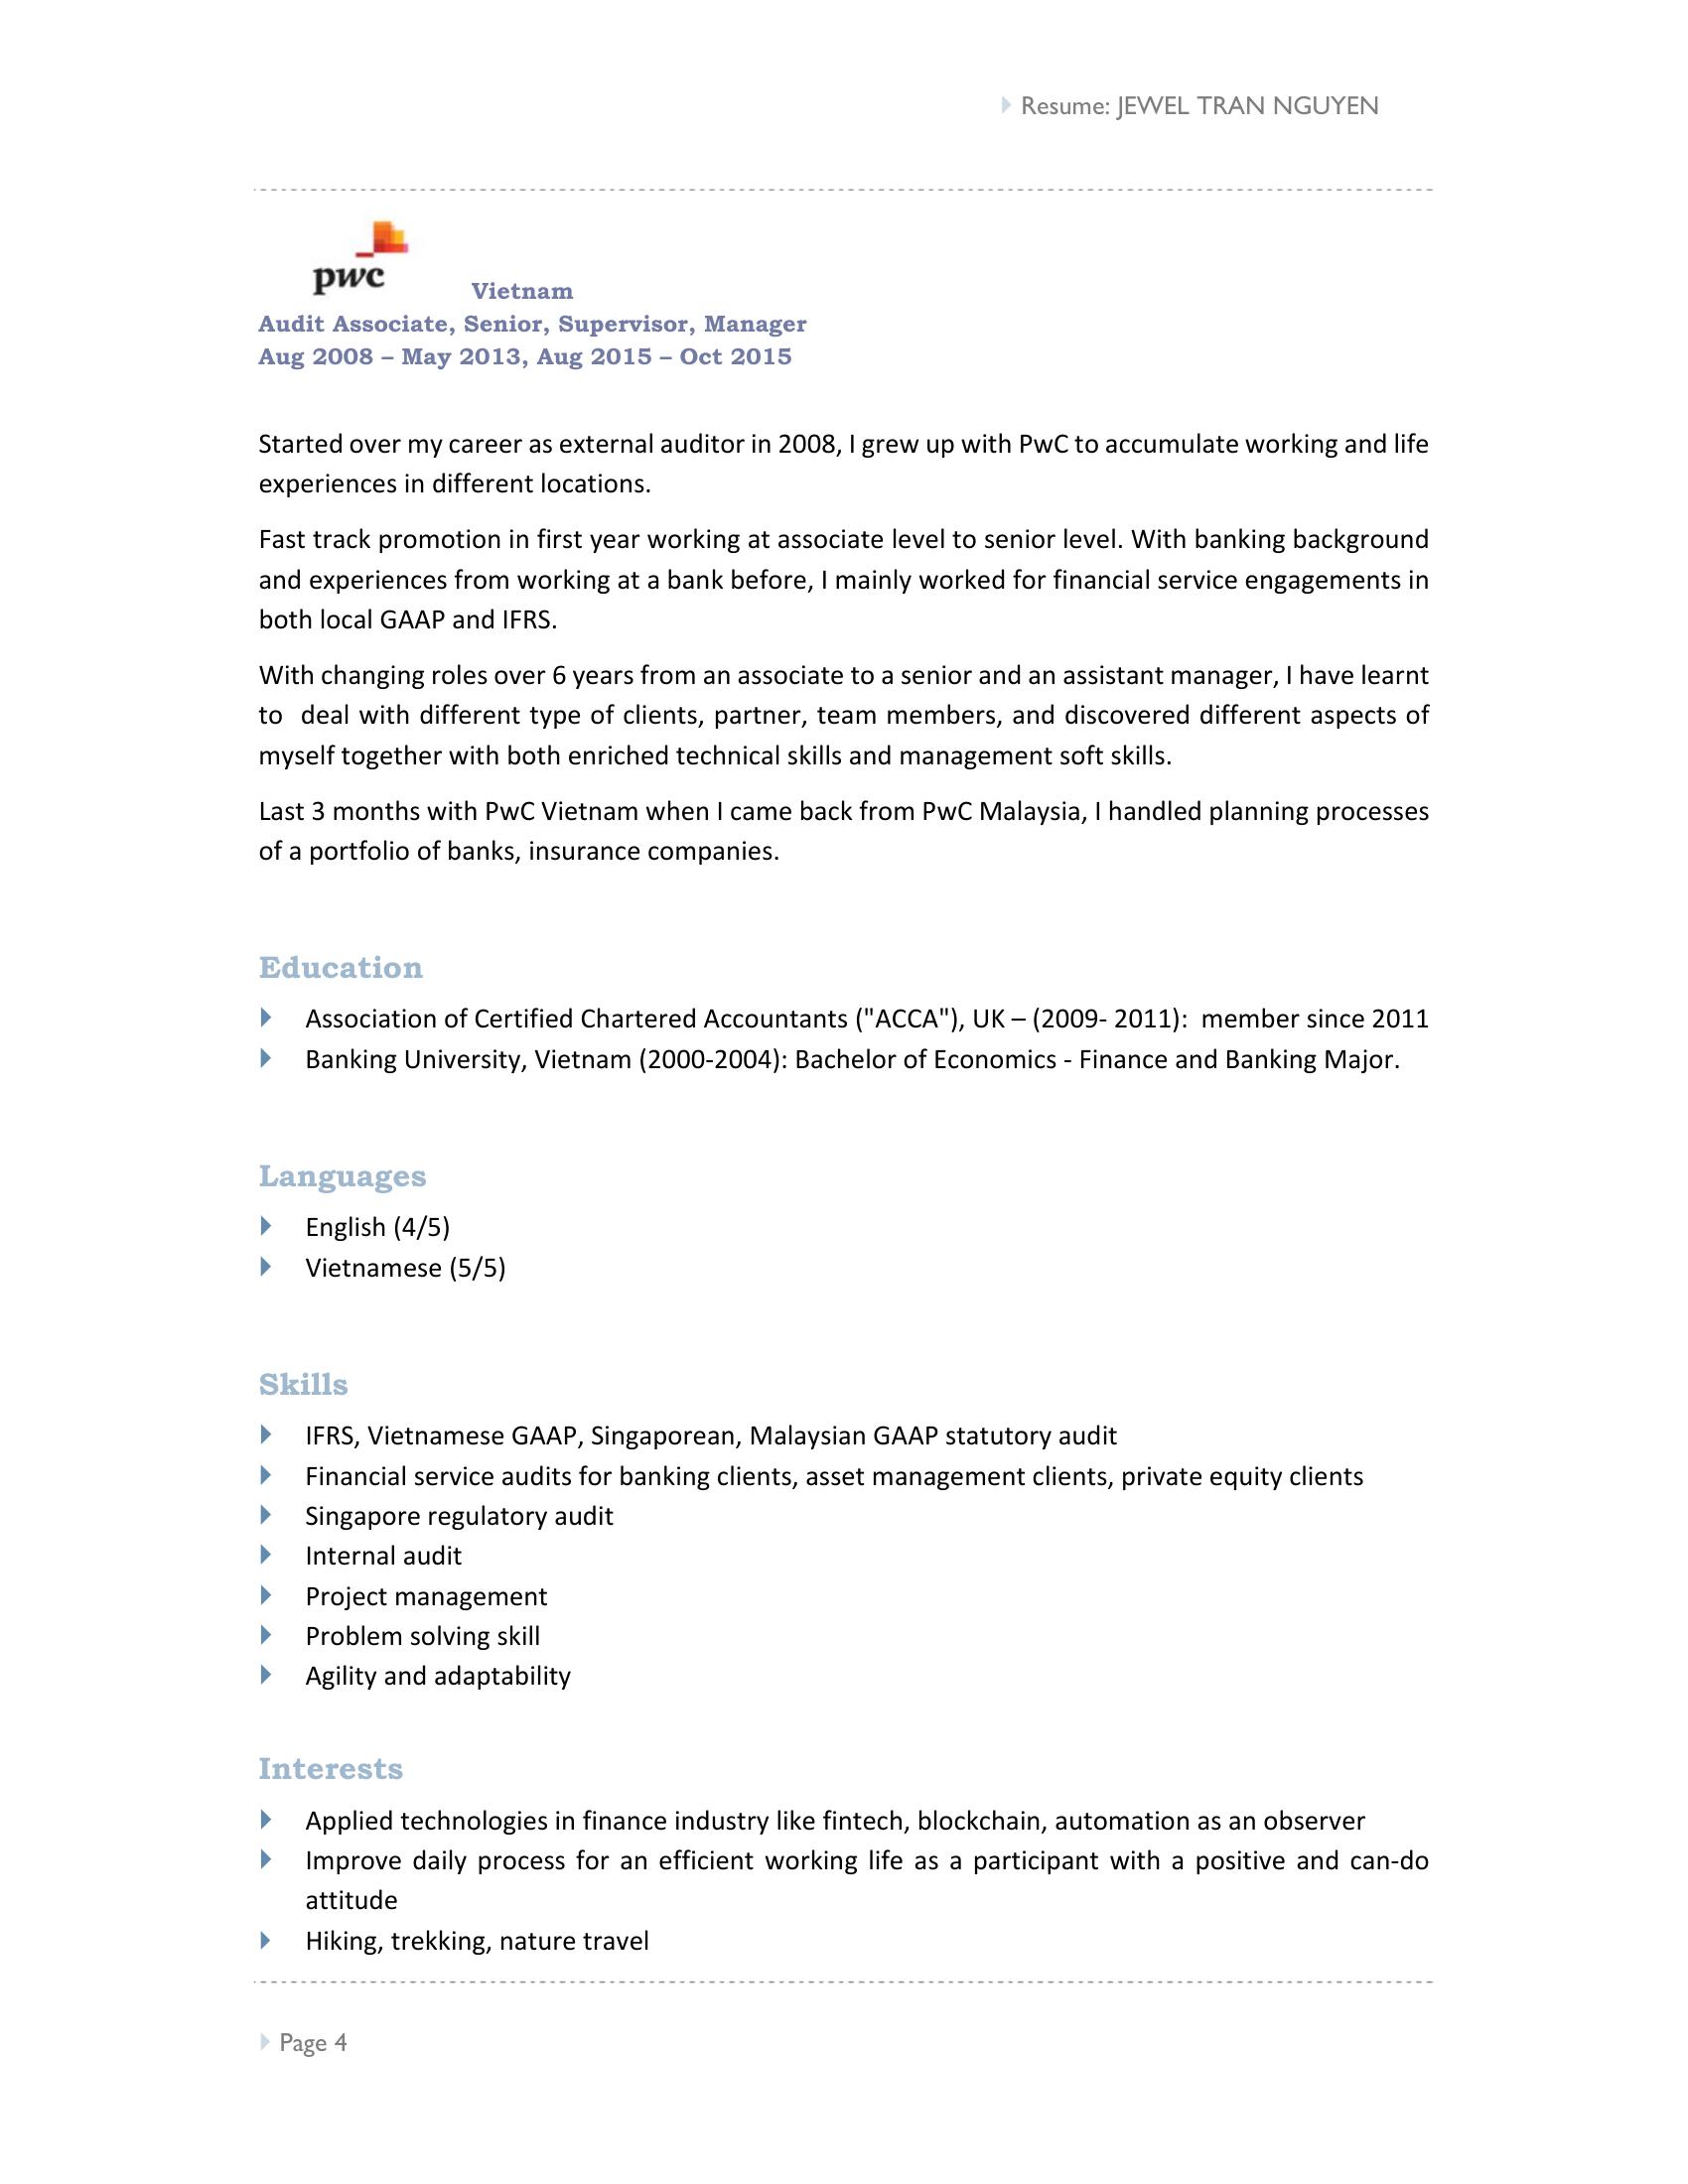 Resume: JEWEL TRAN NGUYEN
pwc
Vietnam
Audit Associate, Senior, Supervisor, Manager
Aug 2008 – May 2013, Aug 2015 – Oct 2015
Started over my career as external auditor in 2008, I grew up with PwC to accumulate working and life
experiences in different locations.
Fast track promotion in first year working at associate level to senior level. With banking background
and experiences from working at a bank before, I mainly worked for financial service engagements in
both local GAAP and IFRS.
With changing roles over 6 years from an associate to a senior and an assistant manager, I have learnt
to  deal with different type of clients, partner, team members, and discovered different aspects of
myself together with both enriched technical skills and management soft skills.
Last 3 months with PwC Vietnam when I came back from PwC Malaysia, I handled planning processes
of a portfolio of banks, insurance companies.
Education
Association of Certified Chartered Accountants ("ACCA"), UK – (2009- 2011):  member since 2011
Banking University, Vietnam (2000-2004): Bachelor of Economics - Finance and Banking Major.
Languages
English (4/5)
Vietnamese (5/5)
Skills
IFRS, Vietnamese GAAP, Singaporean, Malaysian GAAP statutory audit
Financial service audits for banking clients, asset management clients, private equity clients
Singapore regulatory audit
Internal audit
Project management
Problem solving skill
Agility and adaptability
Interests
Applied technologies in finance industry like fintech, blockchain, automation as an observer
Improve daily process for an efficient working life as a participant with a positive and can-do
attitude
Hiking, trekking, nature travel
Page 4